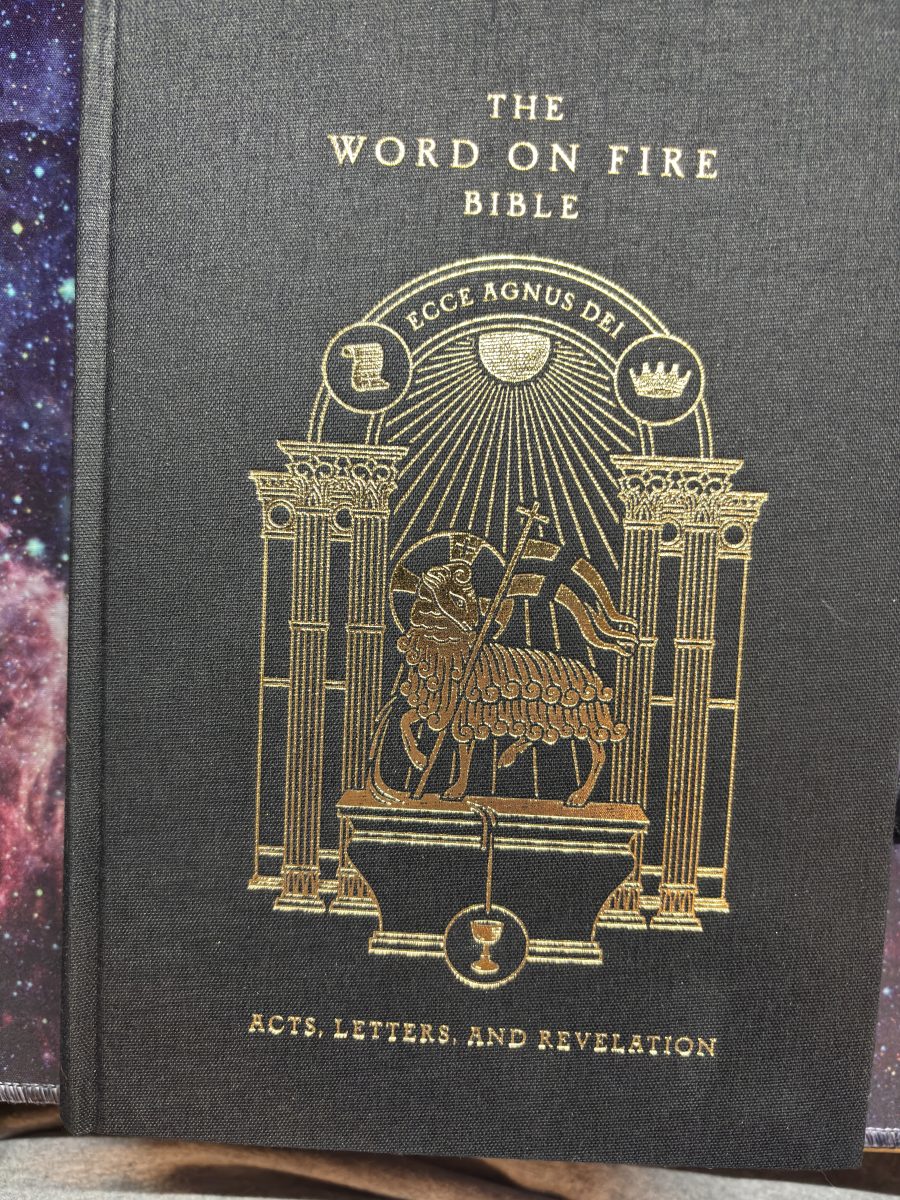 THE
WORD ON FIRE
BIBLE
ECCE AGNUS DEI
ACTS, LETTERS, AND REVELATION